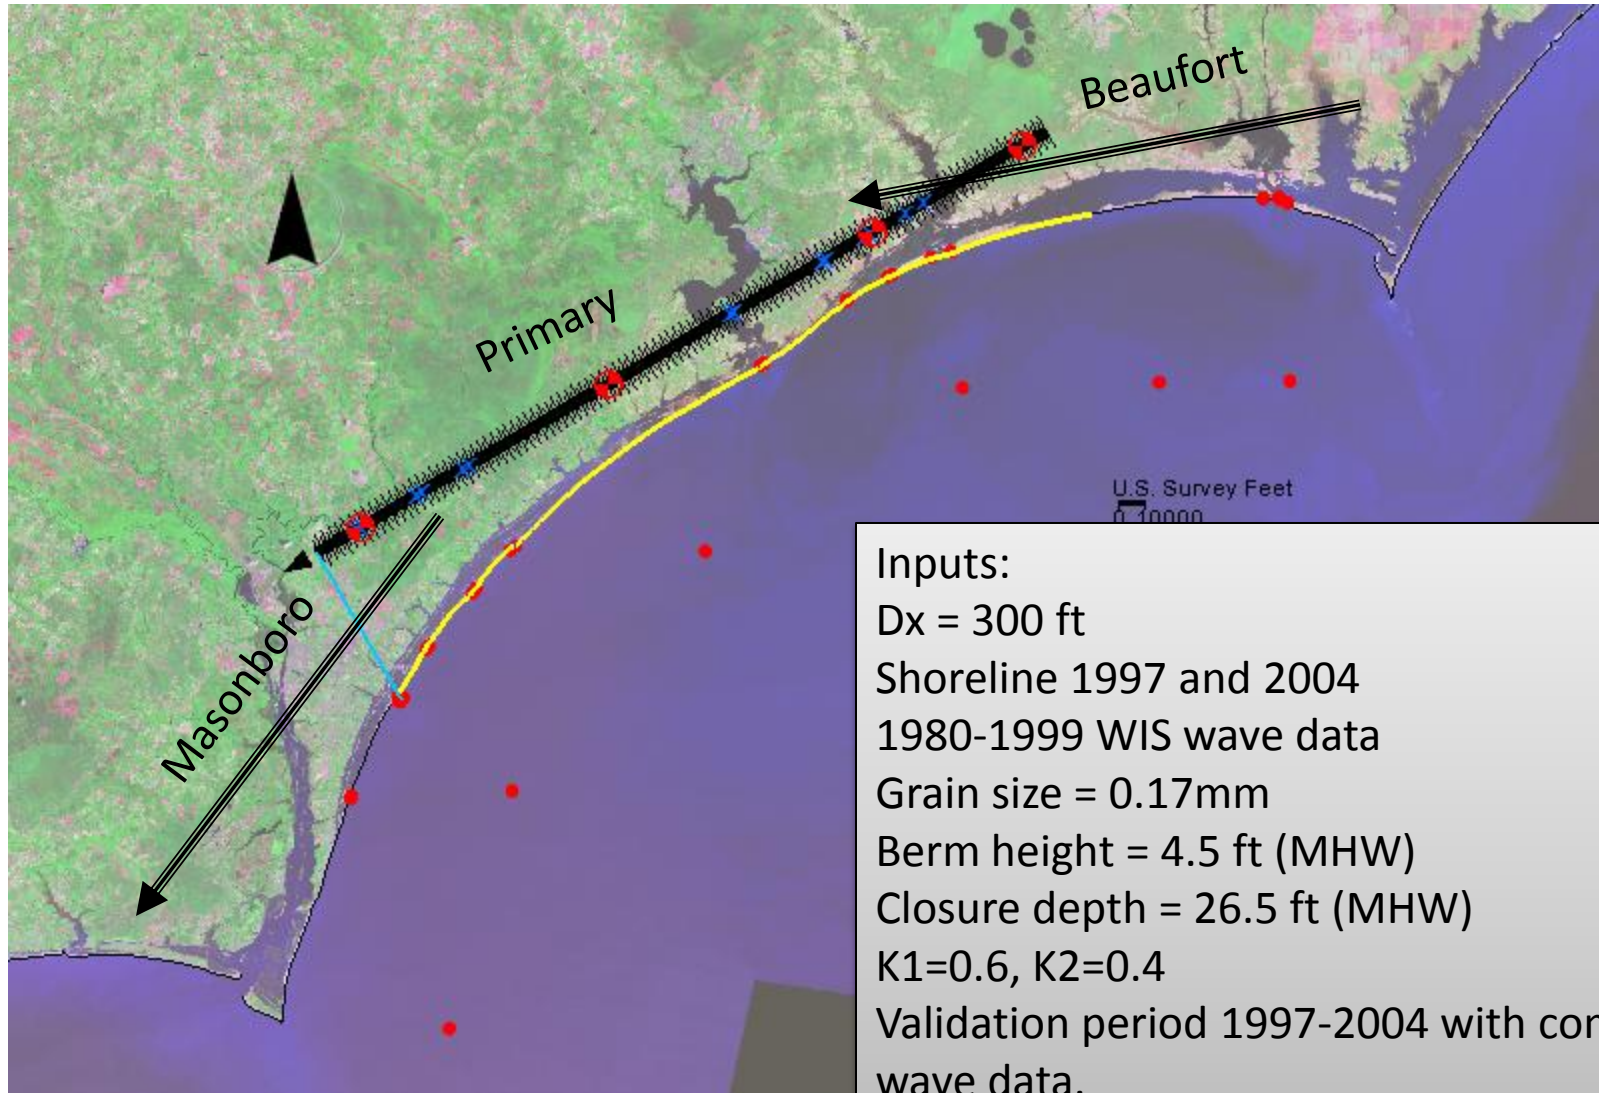 Beaufort
Primary
Masonboro
U.S. Survey Feet
0 10000
Inputs:
Dx = 300 ft
Shoreline 1997 and 2004
1980-1999 WIS wave data
Grain size = 0.17mm
Berm height = 4.5 ft (MHW)
Closure depth = 26.5 ft (MHW)
K1=0.6, K2=0.4
Validation period 1997-2004 with
wave data.